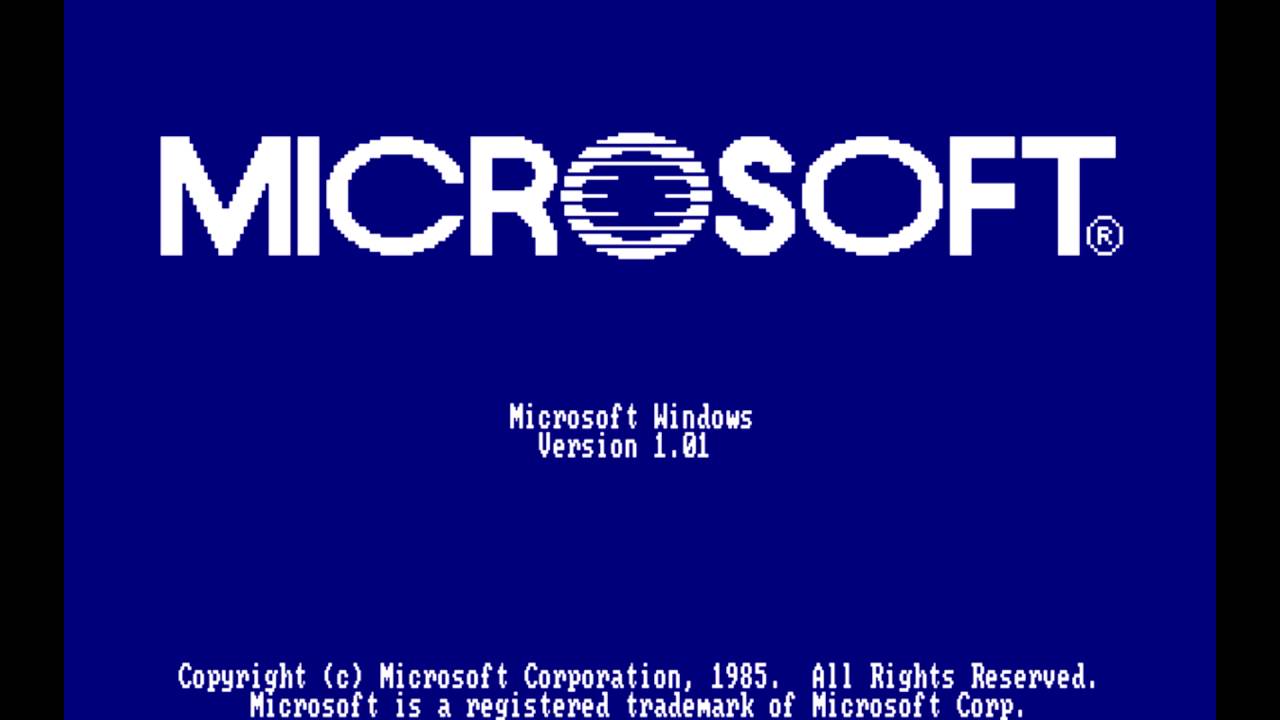 MICROSOFT®
Microsoft Windows
Version 1.01
Copyright (c) Microsoft Corporation, 1985.  All Rights Reserved.
Microsoft is a registered trademark of Microsoft Corp.